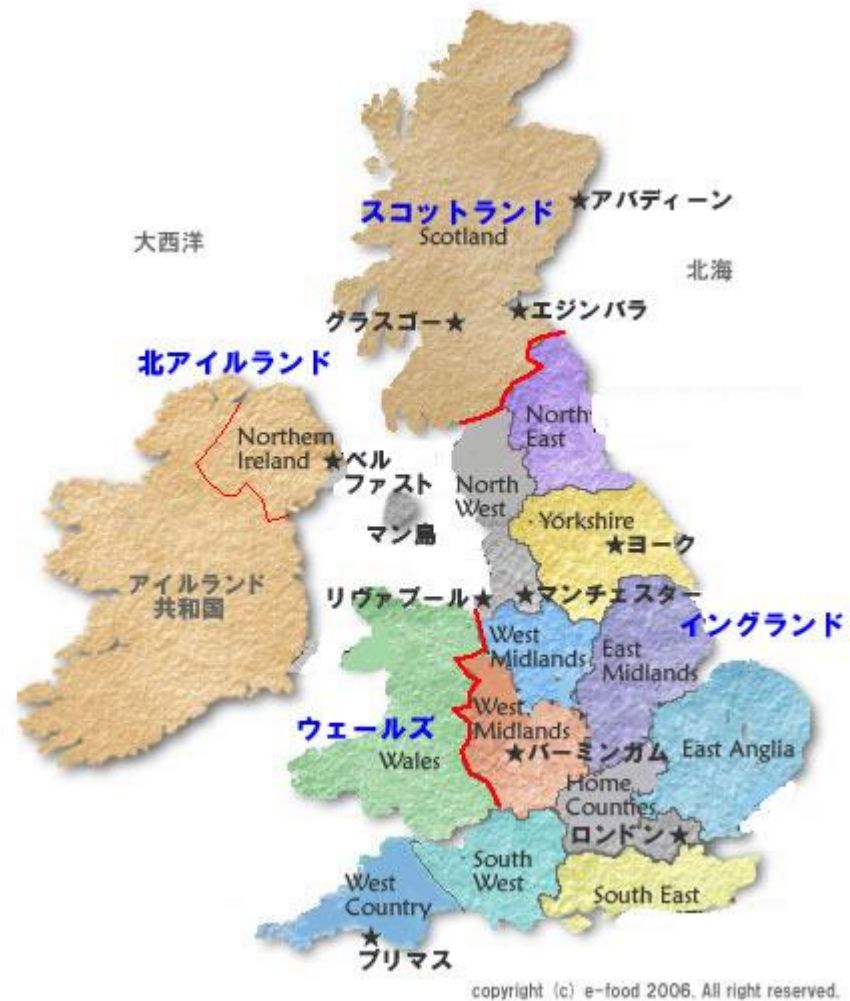 スコットランド
Scotland
★アバディーン
大西洋
北海
グラスゴー★
★エジンバラ
北アイルランド
Northern
Ireland
★ベル
ファスト
North
East
North
West
マン島
Yorkshire
★ヨーク
アイルランド
共和国
リヴァプール★
★マンチェスター
イングランド
West
Midlands
East
Midlands
West
Midlands
★バーミンガム
ウェールズ
Wales
East Anglia
Home
Counties
ロンドン★
South
West
South East
West
Country
★
プリマス
copyright (c) e-food 2006. All right reserved.